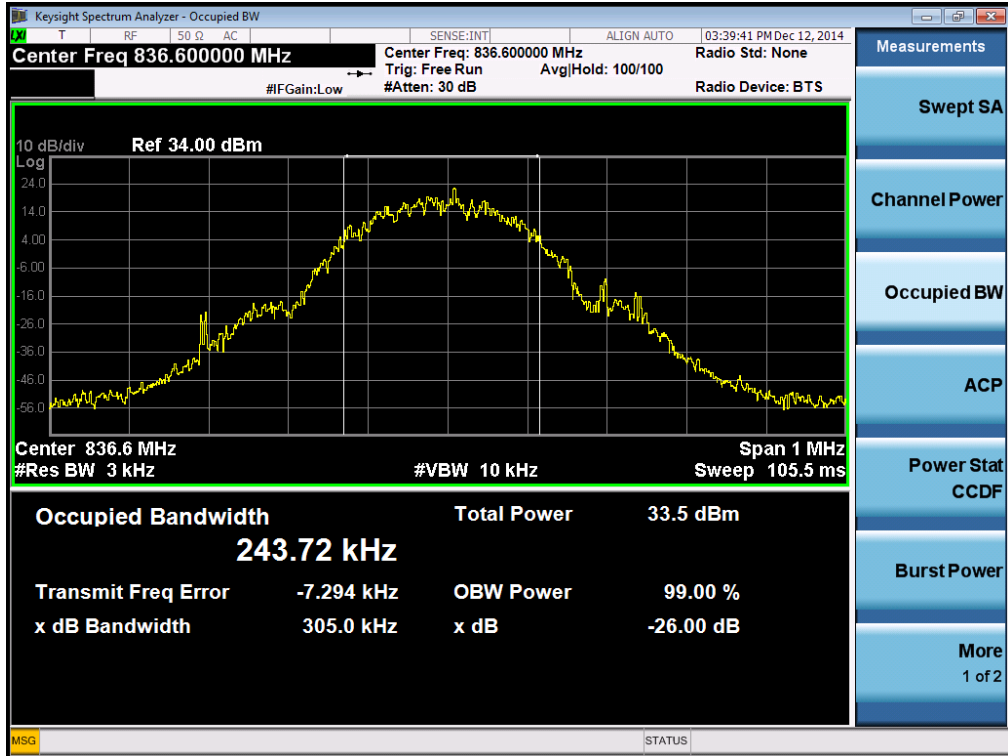 Keysight Spectrum Analyzer - Occupied BW
LXI T RF 50 Ω AC SENSE:INT ALIGN AUTO 03:39:41 PM Dec 12, 2014
Center Freq 836.600000 MHz
Center Freq: 836.600000 MHz
Radio Std: None
Trig: Free Run
Avg|Hold: 100/100
#IFGain:Low
#Atten: 30 dB
Radio Device: BTS
10 dB/div
Ref 34.00 dBm
Log
24.0
14.0
4.00
-6.00
-16.0
-26.0
-36.0
-46.0
-56.0
Center 836.6 MHz
Span 1 MHz
#Res BW 3 kHz
#VBW 10 kHz
Sweep 105.5 ms
Occupied Bandwidth
Total Power
33.5 dBm
243.72 kHz
Transmit Freq Error
-7.294 kHz
OBW Power
99.00 %
x dB Bandwidth
305.0 kHz
x dB
-26.00 dB
Measurements
Swept SA
Channel Power
Occupied BW
ACP
Power Stat
CCDF
Burst Power
More
1 of 2
MSG
STATUS